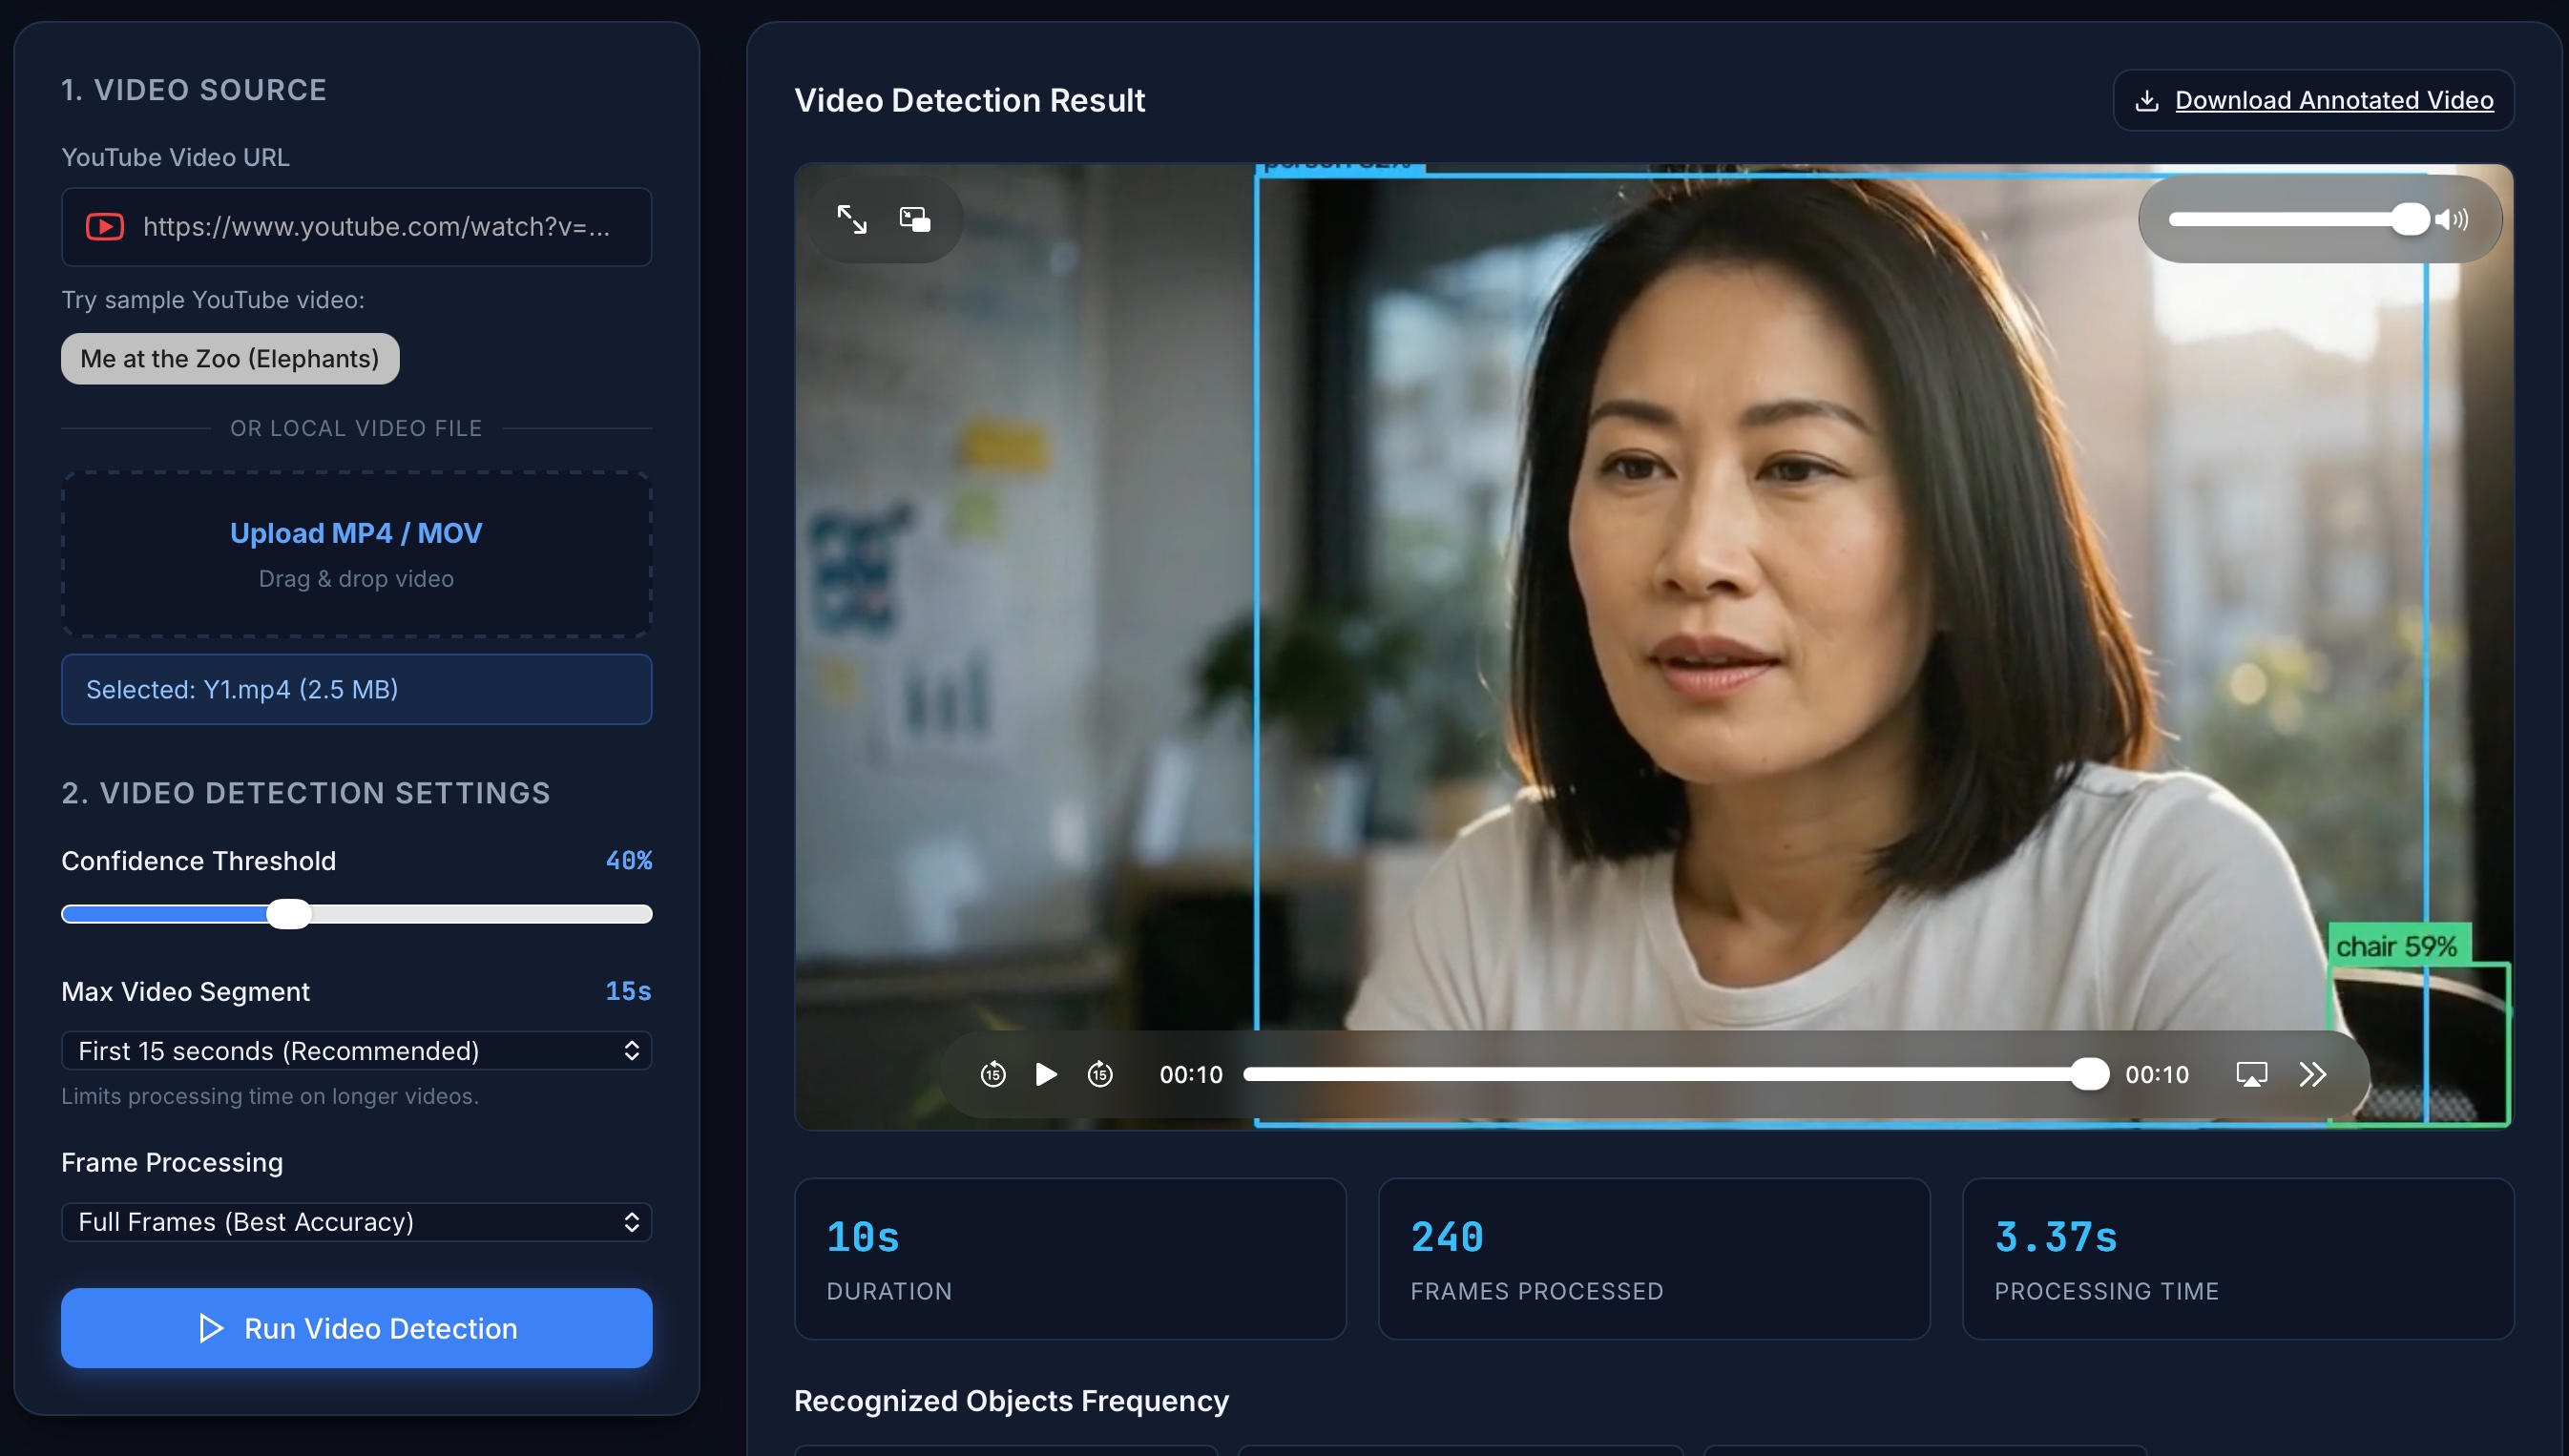 1. VIDEO SOURCE
YouTube Video URL
https://www.youtube.com/watch?v=...
Try sample YouTube video:
Me at the Zoo (Elephants)
OR LOCAL VIDEO FILE
Upload MP4 / MOV
Drag & drop video
Selected: Y1.mp4 (2.5 MB)
2. VIDEO DETECTION SETTINGS
Confidence Threshold 40%
Max Video Segment 15s
First 15 seconds (Recommended)
Limits processing time on longer videos.
Frame Processing
Full Frames (Best Accuracy)
Run Video Detection
Video Detection Result
Download Annotated Video
chair 59%
15 15 00:10 00:10
10s
DURATION
240
FRAMES PROCESSED
3.37s
PROCESSING TIME
Recognized Objects Frequency